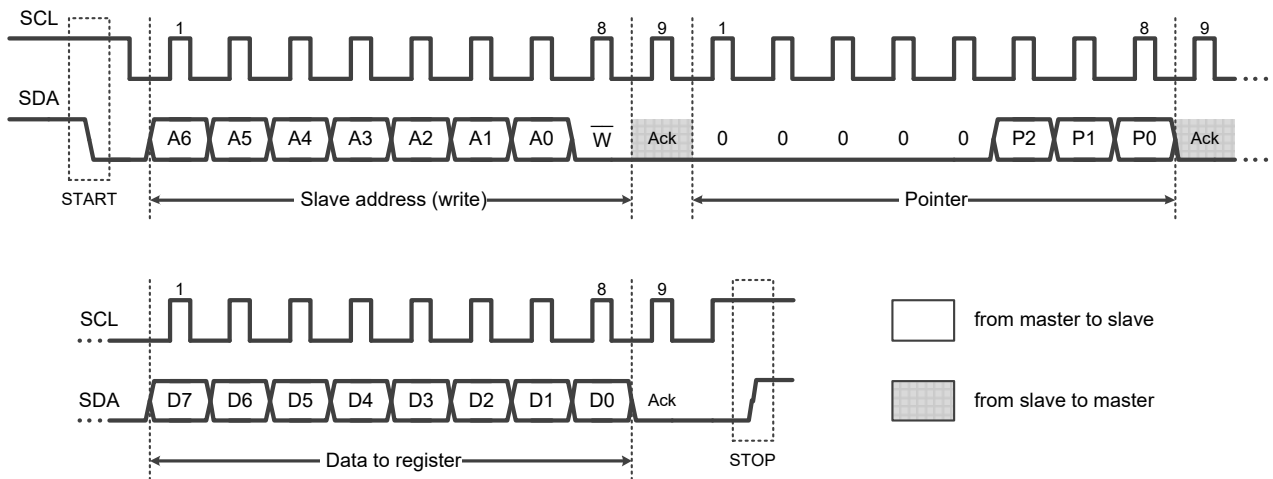 SCL
1 8 9 1 8 9
SDA
A6 A5 A4 A3 A2 A1 A0 W Ack 0 0 0 0 0 P2 P1 P0 Ack
START Slave address (write) Pointer
1 8 9
SCL
from master to slave
SDA D7 D6 D5 D4 D3 D2 D1 D0 Ack
from slave to master
Data to register STOP